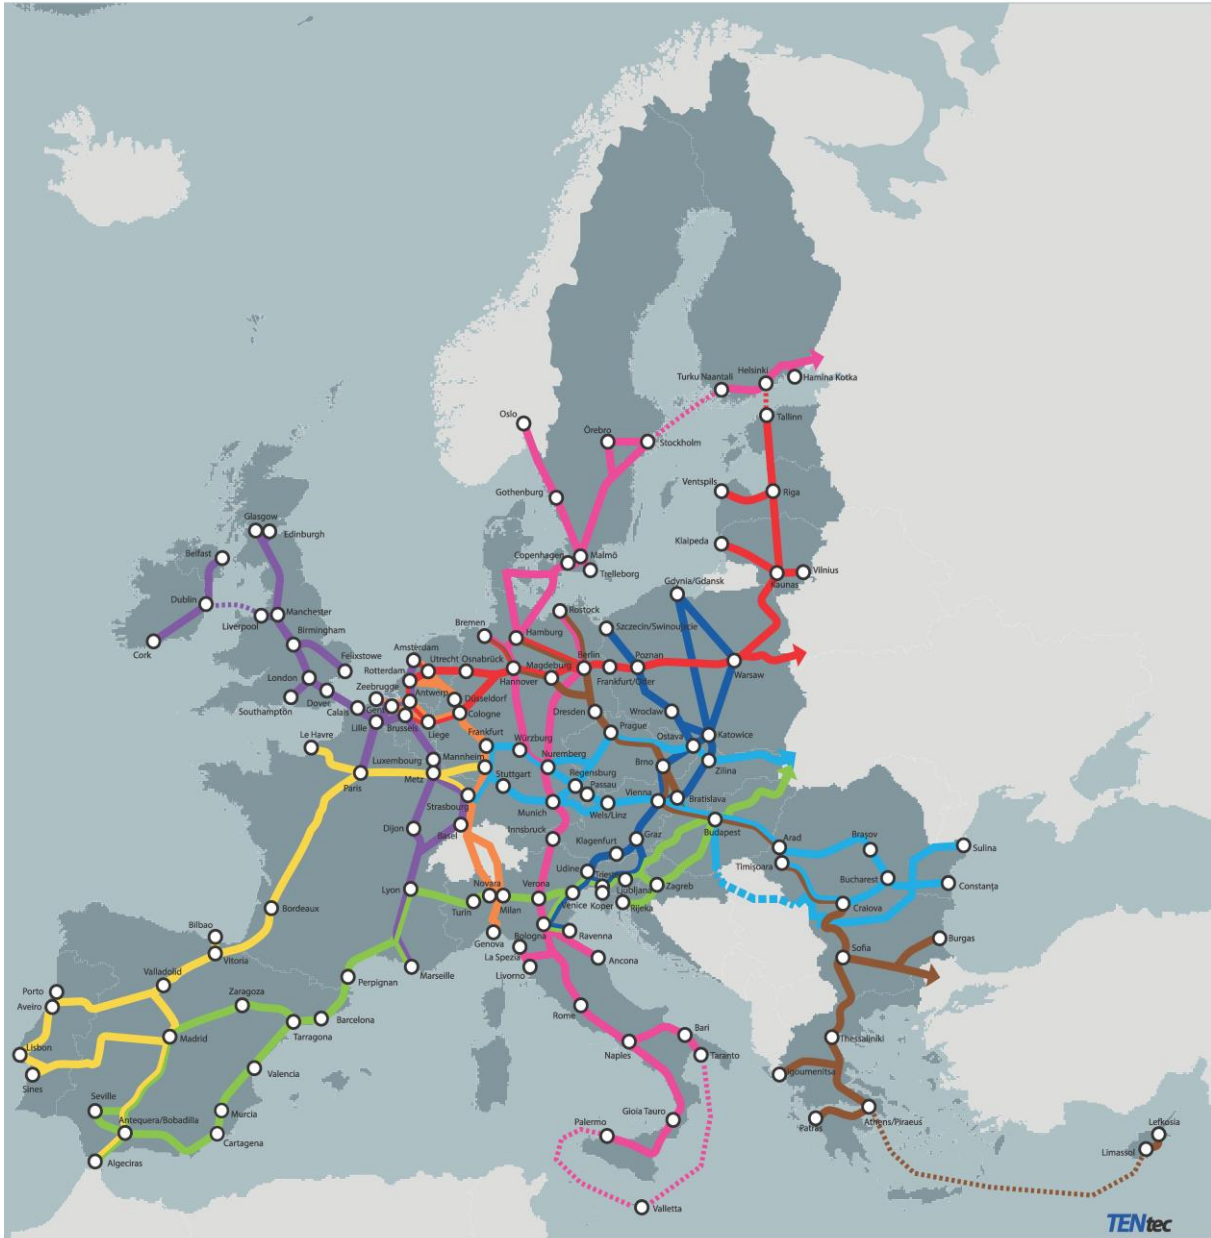 Helsinki
Turku Naantali
Hamina Kotka
Oslo
Tallinn
Örebro
Stockholm
Ventspils
Riga
Gothenburg
Glasgow
Edinburgh
Klaipeda
Belfast
Copenhagen
Malmö
Trelleborg
Kaunas
Vilnius
Gdynia/Gdansk
Dublin
Liverpool
Manchester
Rostock
Szczecin/Swinoujscie
Cork
Birmingham
Bremen
Hamburg
Felixstowe
Amsterdam
Utrecht
Osnabrück
Magdeburg
Berlin
Poznan
London
Rotterdam
Hannover
Frankfurt/Oder
Warsaw
Zeebrugge
Southampton
Dover
Calais
Gent
Antwerp
Düsseldorf
Cologne
Dresden
Wroclaw
Lille
Brussels
Liege
Le Havre
Frankfurt
Würzburg
Prague
Ostava
Katowice
Luxembourg
Mannheim
Nuremberg
Brno
Zilina
Paris
Metz
Stuttgart
Regensburg
Passau
Strasbourg
Munich
Wels/Linz
Vienna
Bratislava
Dijon
Basel
Innsbruck
Graz
Budapest
Klagenfurt
Arad
Braşov
Sulina
Udine
Timişoara
Lyon
Novara
Verona
Ljubljana
Zagreb
Bucharest
Constanţa
Turin
Milan
Venice
Koper
Rijeka
Craiova
Bordeaux
Bilbao
Genova
Bologna
Ravenna
Sofia
Burgas
Vitoria
La Spezia
Ancona
Valladolid
Marseille
Livorno
Perpignan
Porto
Aveiro
Zaragoza
Rome
Barcelona
Tarragona
Madrid
Bari
Lisbon
Naples
Taranto
Thessaliniki
Sines
Valencia
Igoumenitsa
Seville
Murcia
Gioia Tauro
Antequera/Bobadilla
Palermo
Patras
Athens/Piraeus
Lefkosia
Cartagena
Limassol
Algeciras
Valletta
TENtec